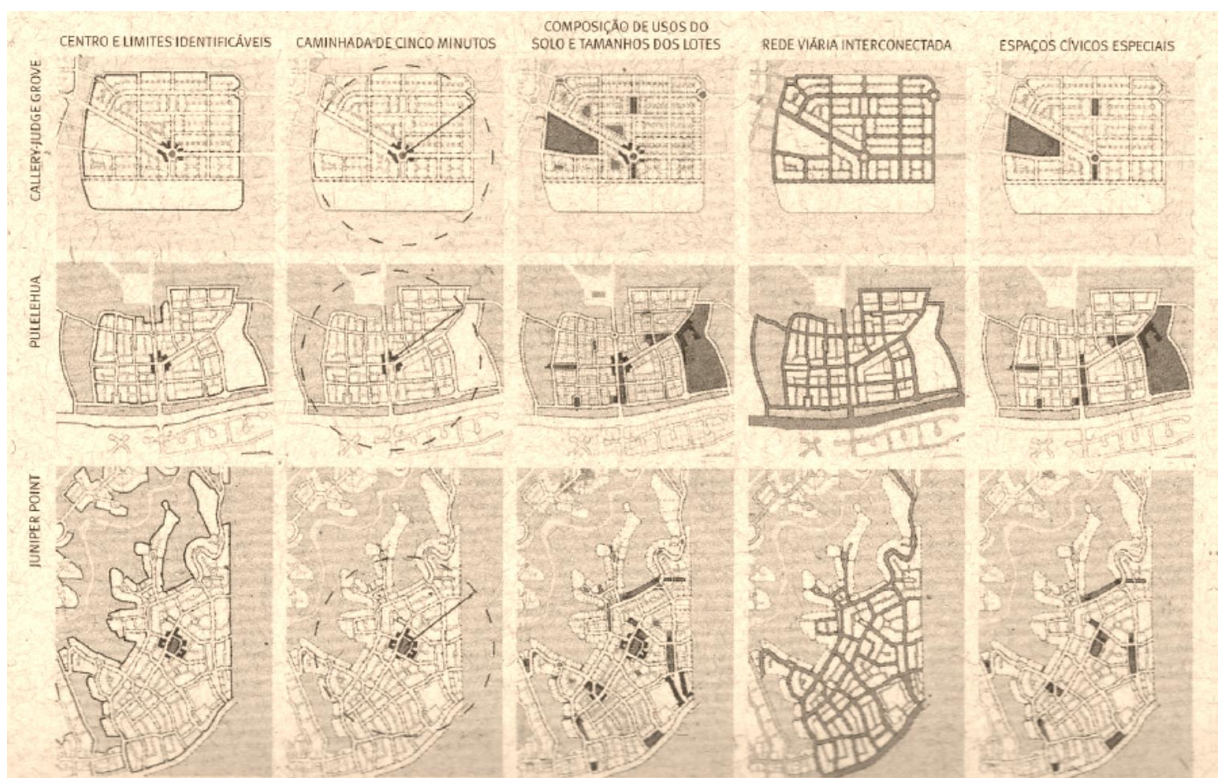 CENTRO E LIMITES IDENTIFICÁVEIS
CAMINHADA DE CINCO MINUTOS
COMPOSIÇÃO DE USOS DO
SOLO E TAMANHOS DOS LOTES
REDE VIÁRIA INTERCONECTADA
ESPAÇOS CÍVICOS ESPECIAIS
CALLERY-JUDGE GROVE
PULELEHUA
JUNIPER POINT